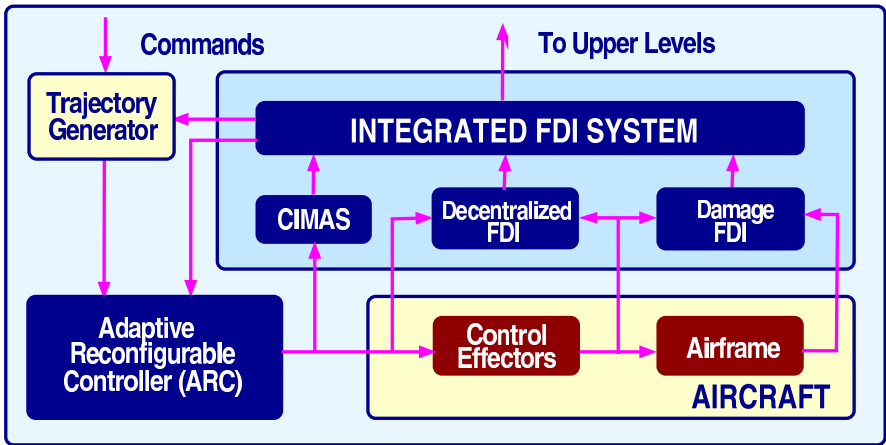 Commands
To Upper Levels
Trajectory
Generator
INTEGRATED FDI SYSTEM
CIMAS
Decentralized
FDI
Damage
FDI
Adaptive
Reconfigurable
Controller (ARC)
Control
Effectors
Airframe
AIRCRAFT